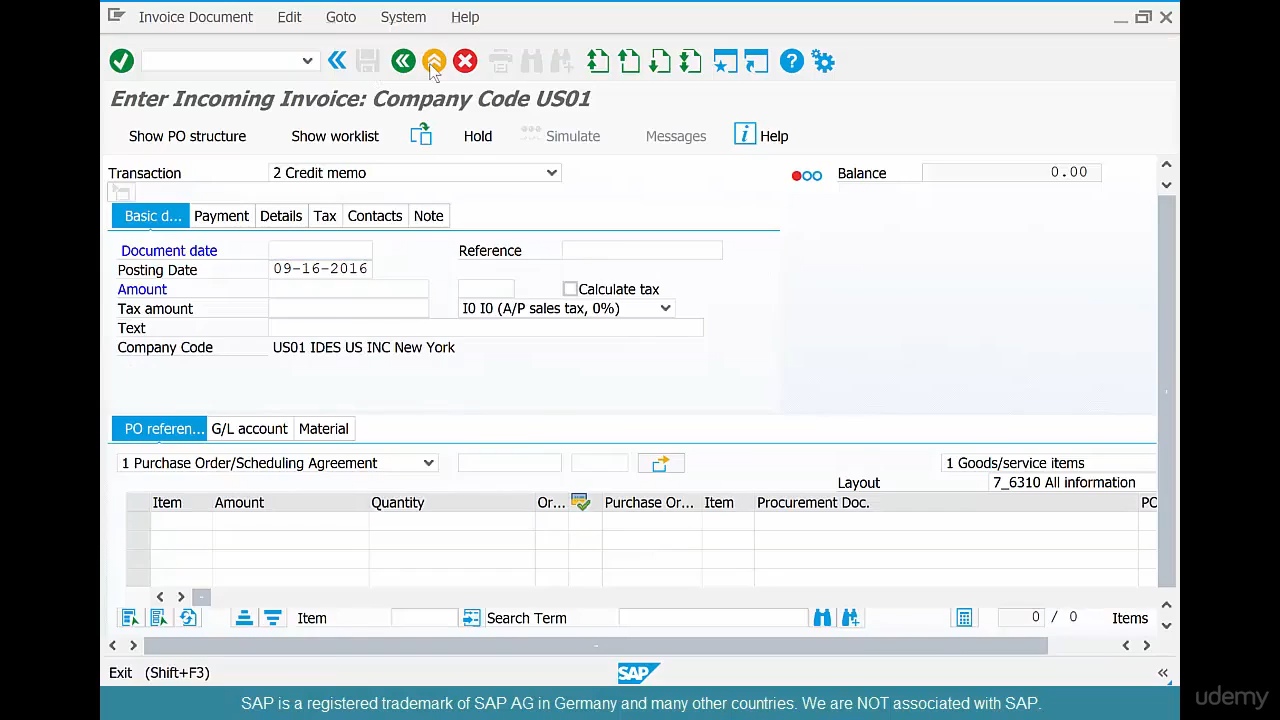 Invoice Document Edit Goto System Help
Enter Incoming Invoice: Company Code US01
Show PO structure Show worklist Hold Simulate Messages i Help
Transaction 2 Credit memo Balance 0.00
Basic d... Payment Details Tax Contacts Note
Document date Reference
Posting Date 09-16-2016
Amount Calculate tax
Tax amount I0 I0 (A/P sales tax, 0%)
Text
Company Code US01 IDES US INC New York
PO referen... G/L account Material
1 Purchase Order/Scheduling Agreement 1 Goods/service items
Layout 7_6310 All information
Item Amount Quantity Or... Purchase Or... Item Procurement Doc. PO
Item Search Term 0 / 0 Items
Exit (Shift+F3) SAP
SAP is a registered trademark of SAP AG in Germany and many other countries. We are NOT associated with SAP.
udemy